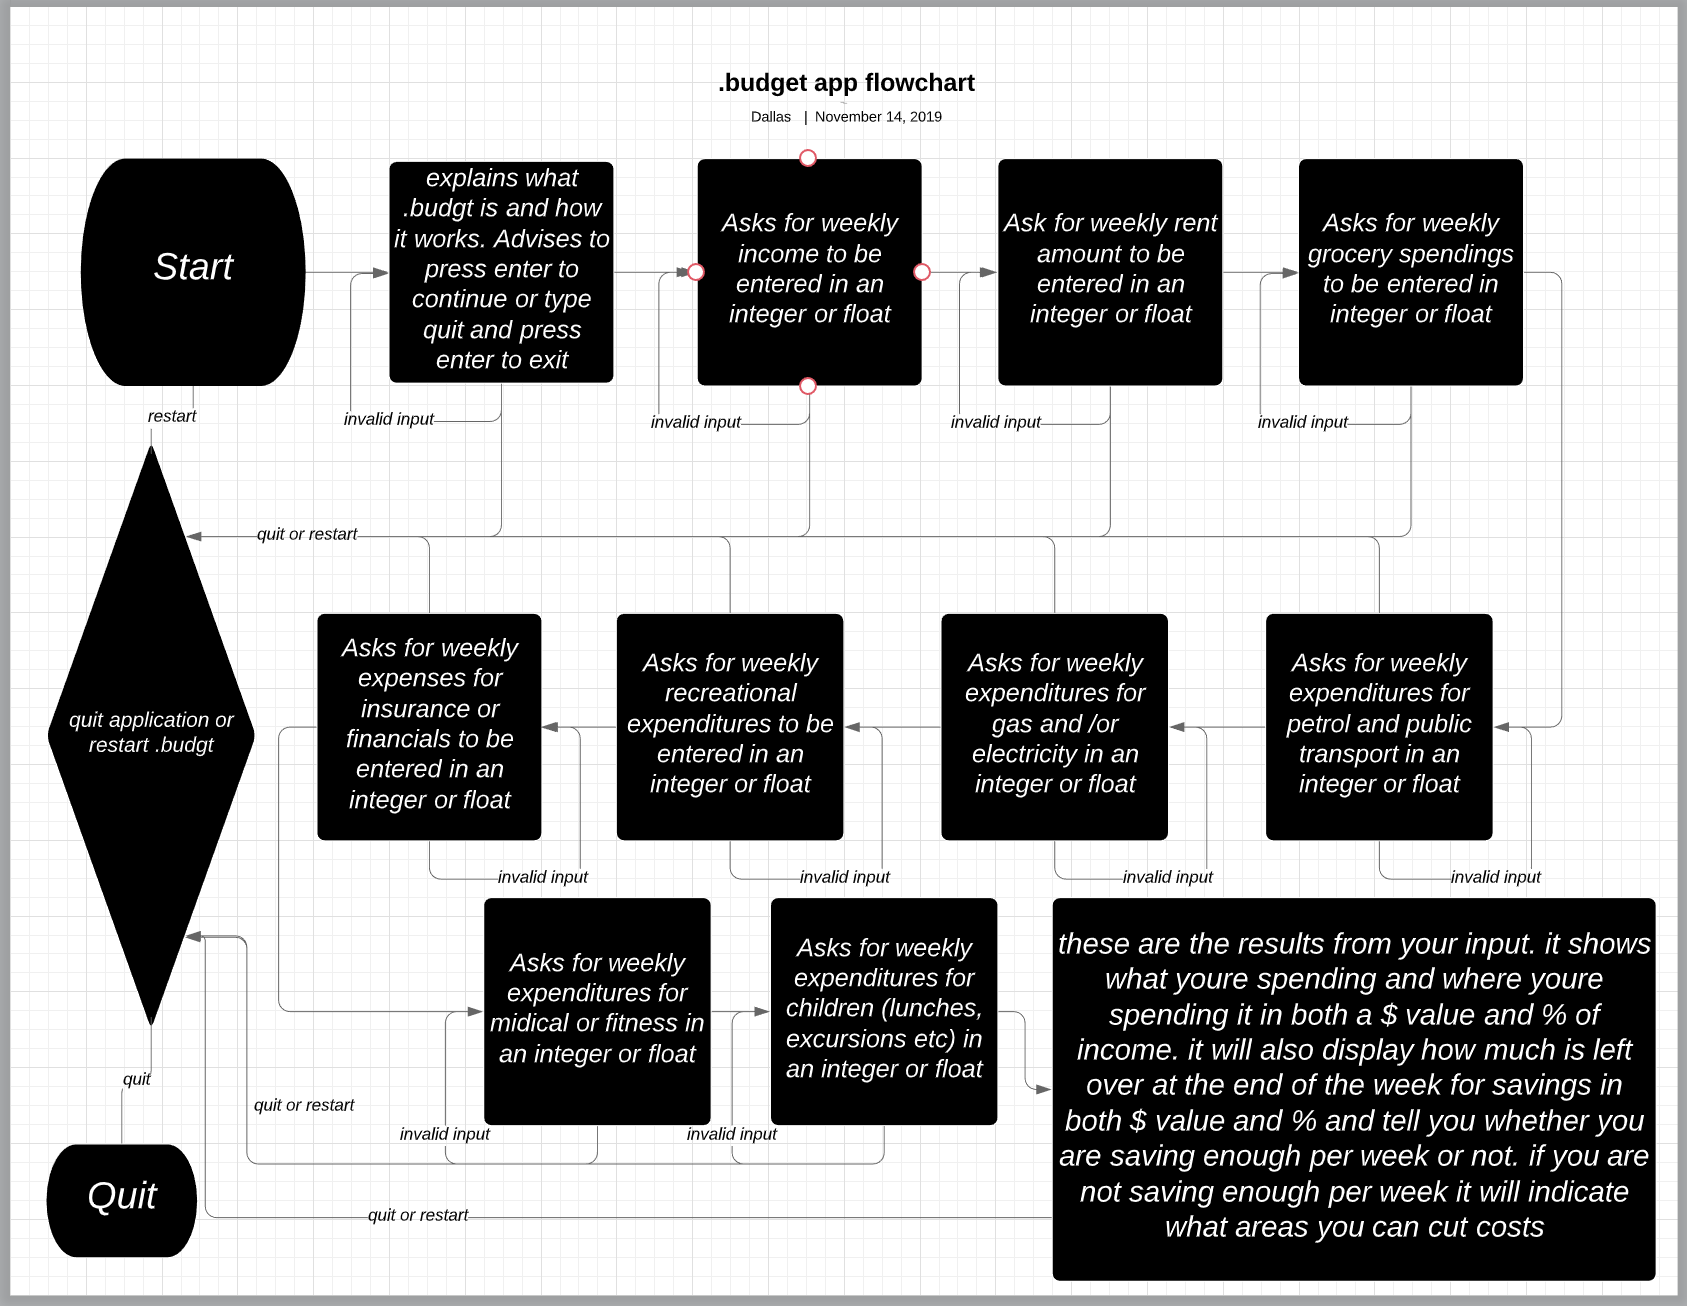 .budget app flowchart
Dallas | November 14, 2019
Start
explains what
.budgt is and how
it works. Advises to
press enter to
continue or type
quit and press
enter to exit
Asks for weekly
income to be
entered in an
integer or float
Ask for weekly rent
amount to be
entered in an
integer or float
Asks for weekly
grocery spendings
to be entered in
integer or float
restart
invalid input
invalid input
invalid input
invalid input
quit or restart
quit application or
restart .budgt
Asks for weekly
expenses for
insurance or
financials to be
entered in an
integer or float
Asks for weekly
recreational
expenditures to be
entered in an
integer or float
Asks for weekly
expenditures for
gas and /or
electricity in an
integer or float
Asks for weekly
expenditures for
petrol and public
transport in an
integer or float
invalid input
invalid input
invalid input
invalid input
Asks for weekly
expenditures for
midical or fitness in
an integer or float
Asks for weekly
expenditures for
children (lunches,
excursions etc) in
an integer or float
these are the results from your input. it shows
what youre spending and where youre
spending it in both a $ value and % of
income. it will also display how much is left
over at the end of the week for savings in
both $ value and % and tell you whether you
are saving enough per week or not. if you are
not saving enough per week it will indicate
what areas you can cut costs
quit
quit or restart
invalid input
invalid input
Quit
quit or restart